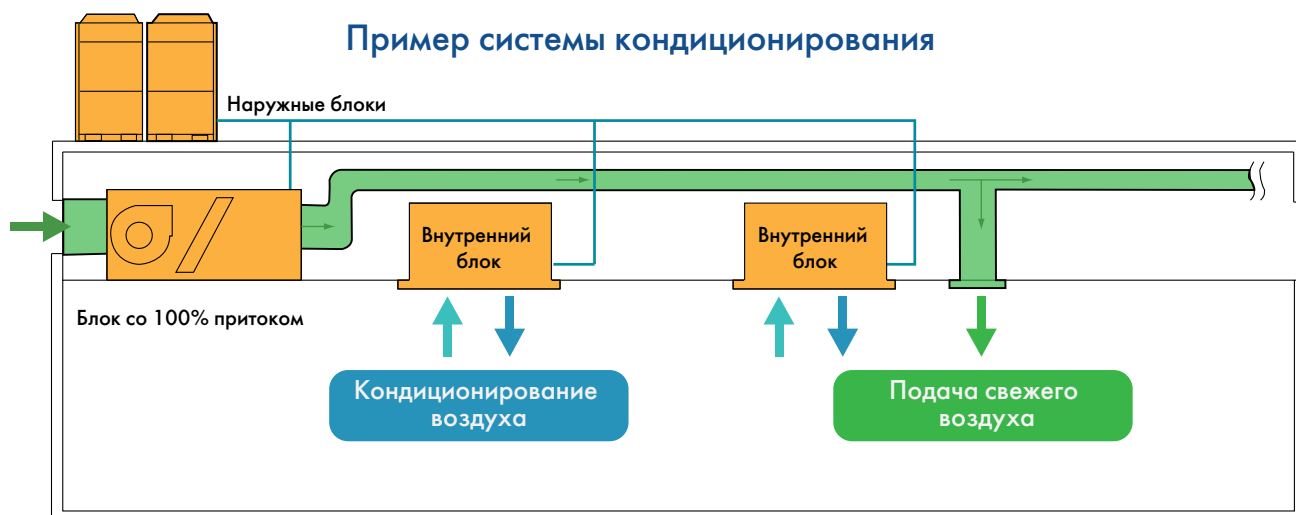 Пример системы кондиционирования
Наружные блоки
Внутренний
блок
Внутренний
блок
Блок со 100% притоком
Кондиционирование
воздуха
Подача свежего
воздуха